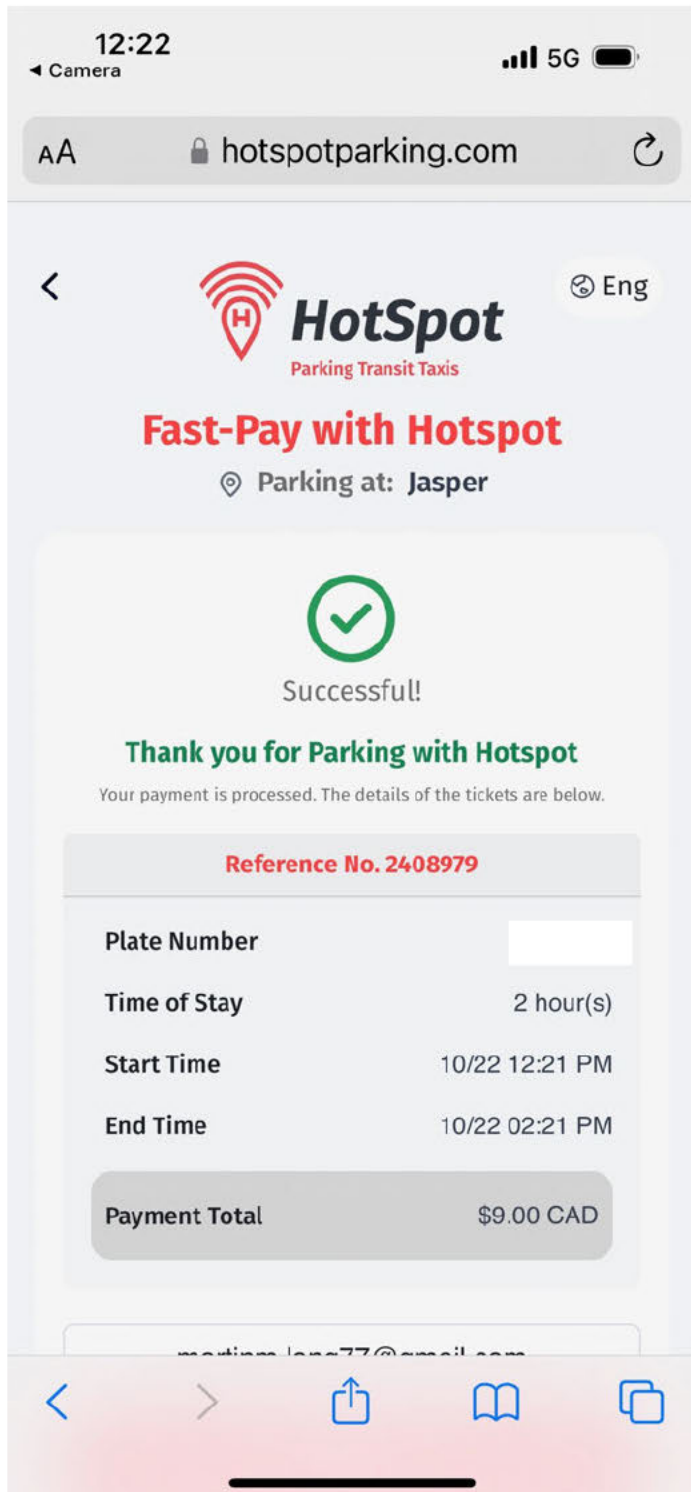 12:22
◀ Camera
5G
AA
hotspotparking.com
H
HotSpot
Eng
Parking Transit Taxis
Fast-Pay with Hotspot
Parking at: Jasper
Successful!
Thank you for Parking with Hotspot
Your payment is processed. The details of the tickets are below.
Reference No. 2408979
Plate Number
Time of Stay 2 hour(s)
Start Time 10/22 12:21 PM
End Time 10/22 02:21 PM
Payment Total $9.00 CAD